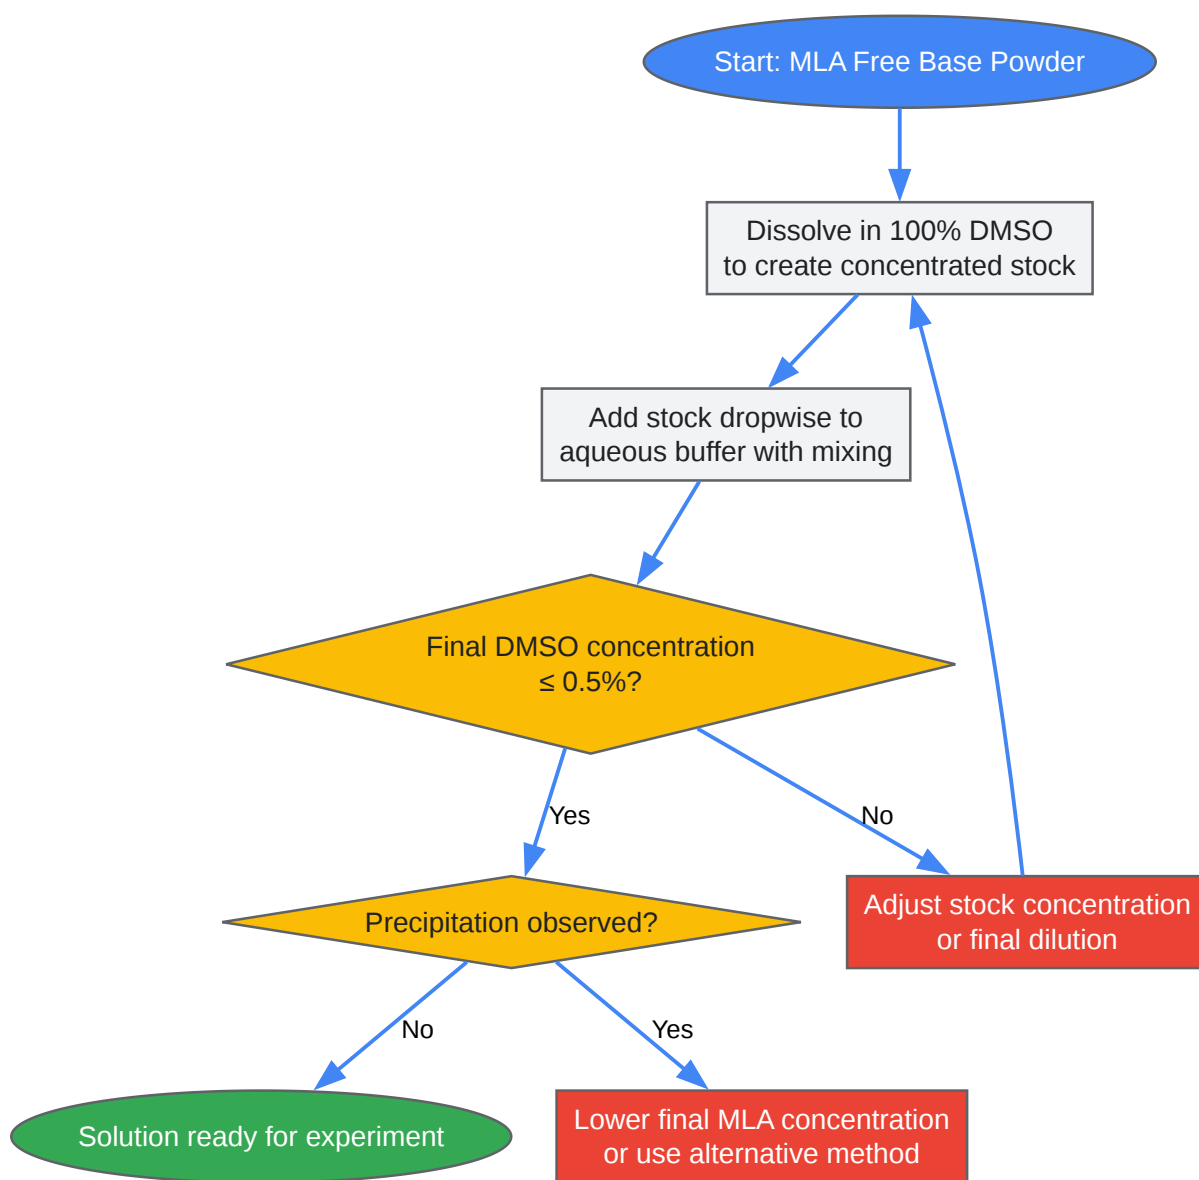 Start: MLA Free Base Powder
Dissolve in 100% DMSO
to create concentrated stock
Add stock dropwise to
aqueous buffer with mixing
Final DMSO concentration
≤ 0.5%?
Yes
No
Precipitation observed?
Adjust stock concentration
or final dilution
No
Yes
Solution ready for experiment
Lower final MLA concentration
or use alternative method